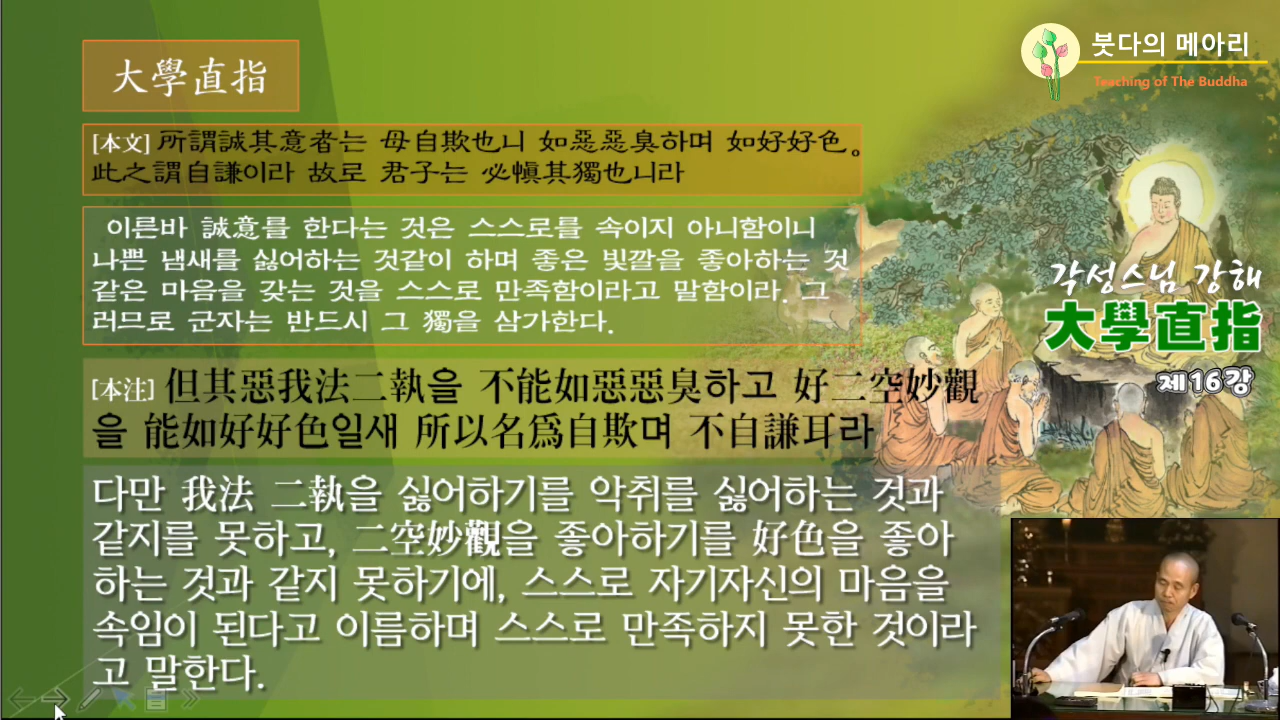 大學直指
붓다의 메아리
Teaching of The Buddha
[本文] 所謂誠其意者는 母自欺也니 如惡惡臭하며 如好好色。
此之謂自謙이라 故로 君子는 必愼其獨也니라
이른바 誠意를 한다는 것은 스스로를 속이지 아니함이니
나쁜 냄새를 싫어하는 것같이 하며 좋은 빛깔을 좋아하는 것
같은 마음을 갖는 것을 스스로 만족함이라고 말함이라. 그
러므로 군자는 반드시 그 獨을 삼가한다.
각성스님 강해
大學直指
제16강
[本注] 但其惡我法二執을 不能如惡惡臭하고 好二空妙觀
을 能如好好色일새 所以名爲自欺며 不自謙耳라
다만 我法 二執을 싫어하기를 악취를 싫어하는 것과
같지를 못하고, 二空妙觀을 좋아하기를 好色을 좋아
하는 것과 같지 못하기에, 스스로 자기자신의 마음을
속임이 된다고 이름하며 스스로 만족하지 못한 것이라
고 말한다.